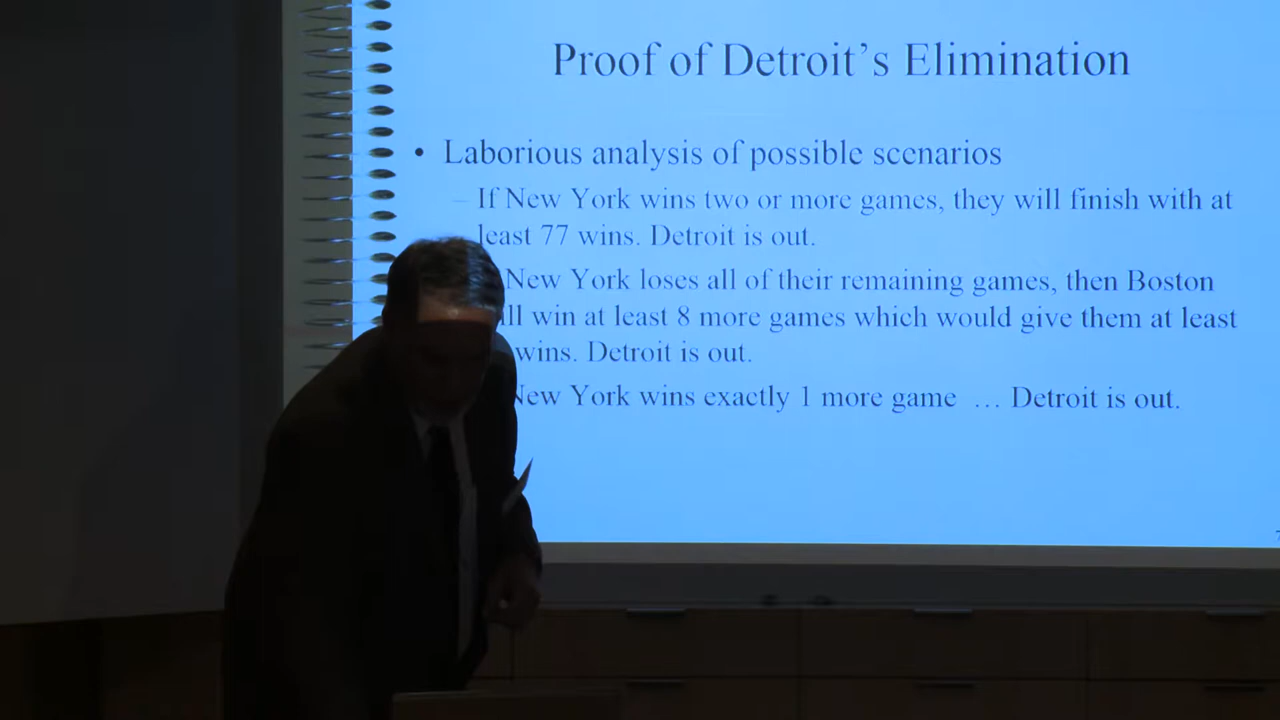 Proof of Detroit's Elimination
• Laborious analysis of possible scenarios
– If New York wins two or more games, they will finish with at
least 77 wins. Detroit is out.
New York loses all of their remaining games, then Boston
ll win at least 8 more games which would give them at least
wins. Detroit is out.
New York wins exactly 1 more game … Detroit is out.